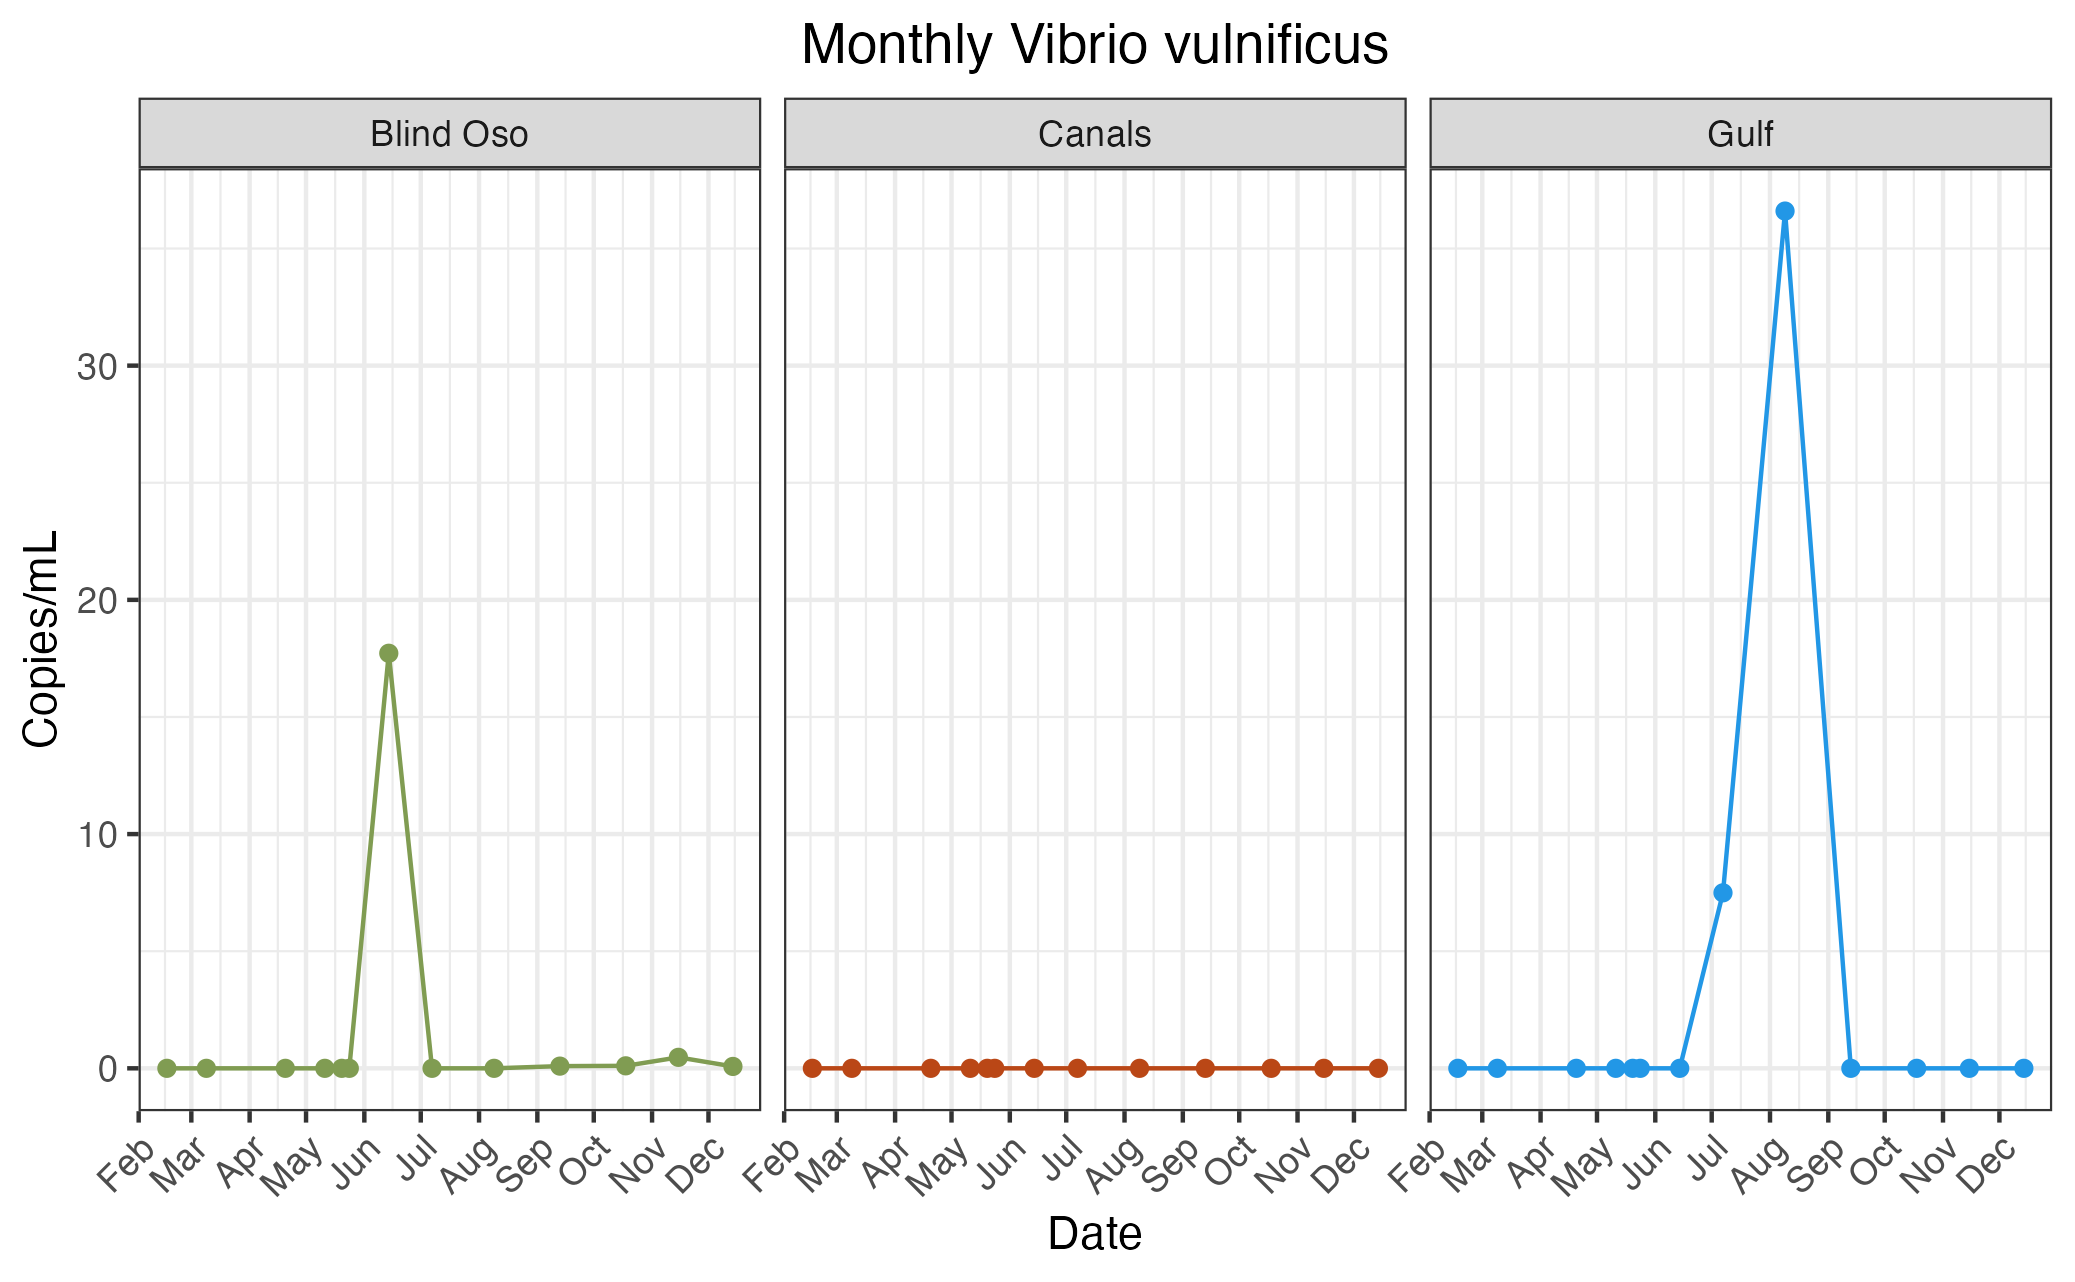 Monthly Vibrio vulnificus
Blind Oso Canals Gulf
Copies/mL
30
20
10
0
Feb Mar Apr May Jun Jul Aug Sep Oct Nov Dec Feb Mar Apr May Jun Jul Aug Sep Oct Nov Dec Feb Mar Apr May Jun Jul Aug Sep Oct Nov Dec
Date